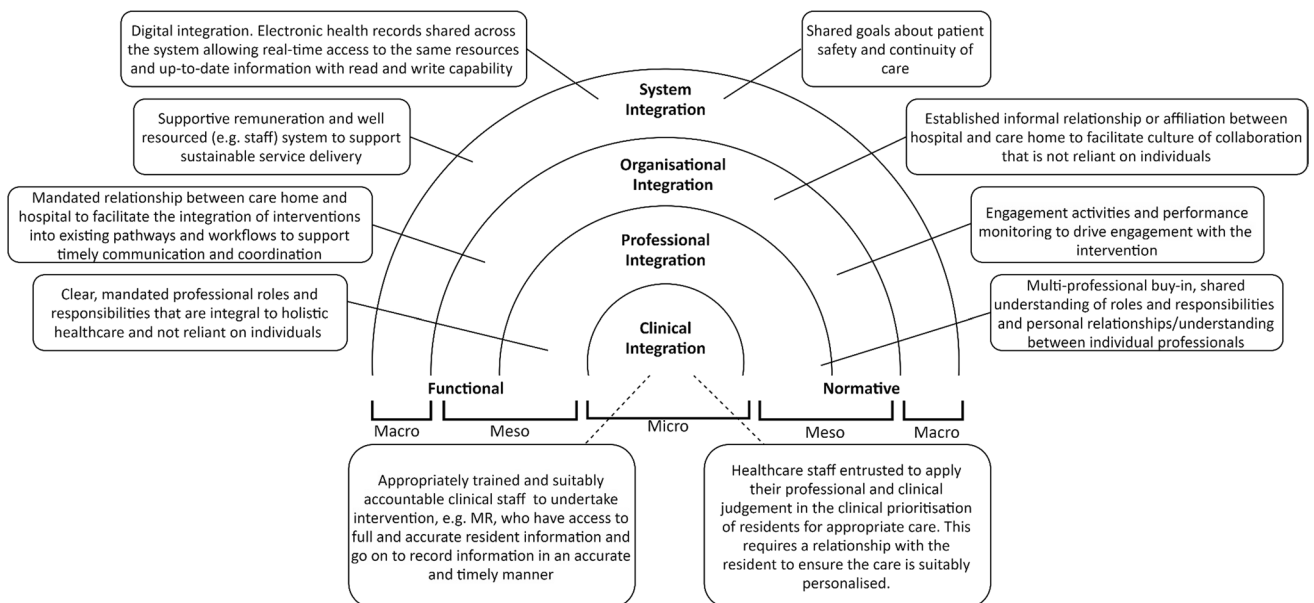 Digital integration. Electronic health records shared across
the system allowing real-time access to the same resources
and up-to-date information with read and write capability
Shared goals about patient
safety and continuity of
care
System
Integration
Supportive remuneration and well
resourced (e.g. staff) system to support
sustainable service delivery
Established informal relationship or affiliation between
hospital and care home to facilitate culture of collaboration
that is not reliant on individuals
Organisational
Integration
Mandated relationship between care home and
hospital to facilitate the integration of interventions
into existing pathways and workflows to support
timely communication and coordination
Engagement activities and performance
monitoring to drive engagement with the
intervention
Professional
Integration
Clear, mandated professional roles and
responsibilities that are integral to holistic
healthcare and not reliant on individuals
Multi-professional buy-in, shared
understanding of roles and responsibilities
and personal relationships/understanding
between individual professionals
Clinical
Integration
Functional
Normative
Macro
Meso
Micro
Meso
Macro
Appropriately trained and suitably
accountable clinical staff to undertake
intervention, e.g. MR, who have access to
full and accurate resident information and
go on to record information in an accurate
and timely manner
Healthcare staff entrusted to apply
their professional and clinical
judgement in the clinical prioritisation
of residents for appropriate care. This
requires a relationship with the
resident to ensure the care is suitably
personalised.